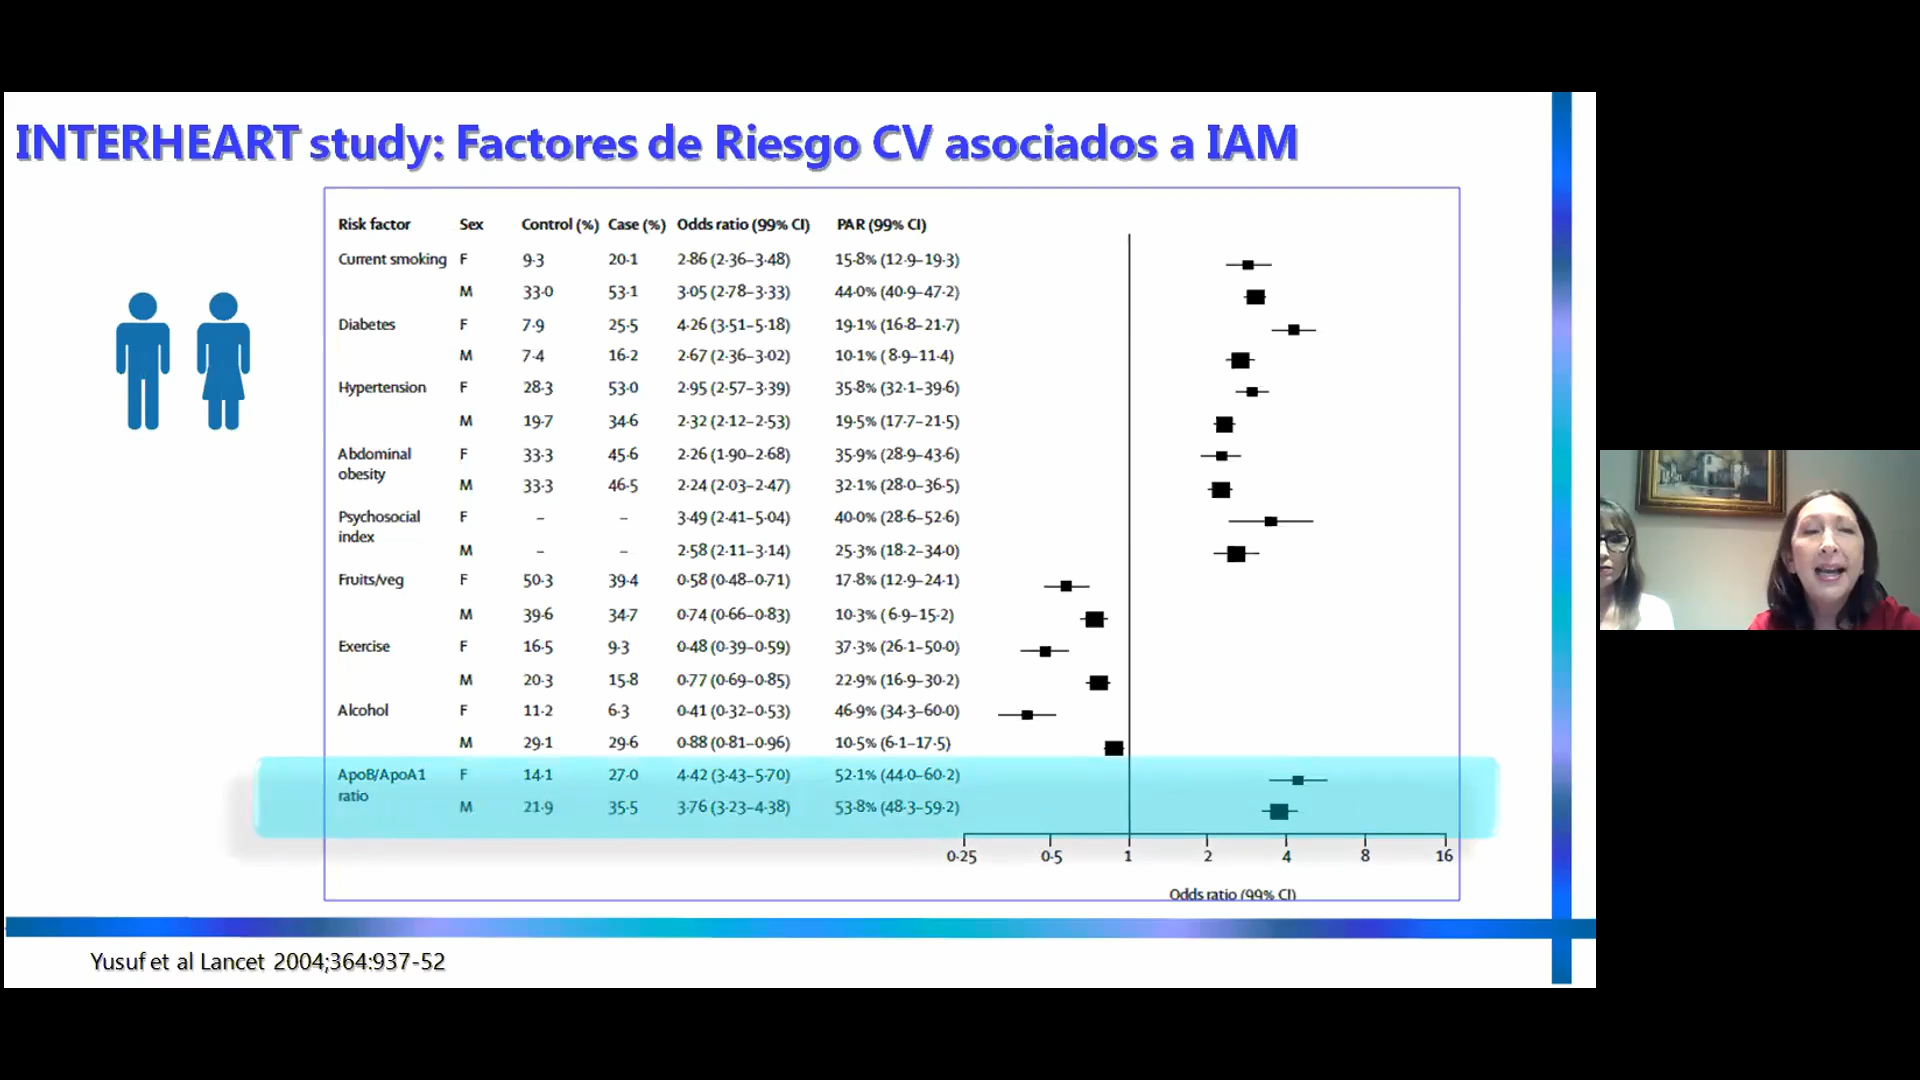 INTERHEART study: Factores de Riesgo CV asociados a IAM
Risk factor Sex Control (%) Case (%) Odds ratio (99% CI) PAR (99% CI)
Current smoking F 9·3 20·1 2·86 (2·36–3·48) 15·8% (12·9–19·3)
M 33·0 53·1 3·05 (2·78–3·33) 44·0% (40·9–47·2)
Diabetes F 7·9 25·5 4·26 (3·51–5·18) 19·1% (16·8–21·7)
M 7·4 16·2 2·67 (2·36–3·02) 10·1% ( 8·9–11·4)
Hypertension F 28·3 53·0 2·95 (2·57–3·39) 35·8% (32·1–39·6)
M 19·7 34·6 2·32 (2·12–2·53) 19·5% (17·7–21·5)
Abdominal F 33·3 45·6 2·26 (1·90–2·68) 35·9% (28·9–43·6)
obesity
M 33·3 46·5 2·24 (2·03–2·47) 32·1% (28·0–36·5)
Psychosocial F – – 3·49 (2·41–5·04) 40·0% (28·6–52·6)
index
M – – 2·58 (2·11–3·14) 25·3% (18·2–34·0)
Fruits/veg F 50·3 39·4 0·58 (0·48–0·71) 17·8% (12·9–24·1)
M 39·6 34·7 0·74 (0·66–0·83) 10·3% ( 6·9–15·2)
Exercise F 16·5 9·3 0·48 (0·39–0·59) 37·3% (26·1–50·0)
M 20·3 15·8 0·77 (0·69–0·85) 22·9% (16·9–30·2)
Alcohol F 11·2 6·3 0·41 (0·32–0·53) 46·9% (34·3–60·0)
M 29·1 29·6 0·88 (0·81–0·96) 10·5% (6·1–17·5)
ApoB/ApoA1 F 14·1 27·0 4·42 (3·43–5·70) 52·1% (44·0–60·2)
ratio
M 21·9 35·5 3·76 (3·23–4·38) 53·8% (48·3–59·2)
0·25 0·5 1 2 4 8 16
Odds ratio (99% CI)
Yusuf et al Lancet 2004;364:937-52